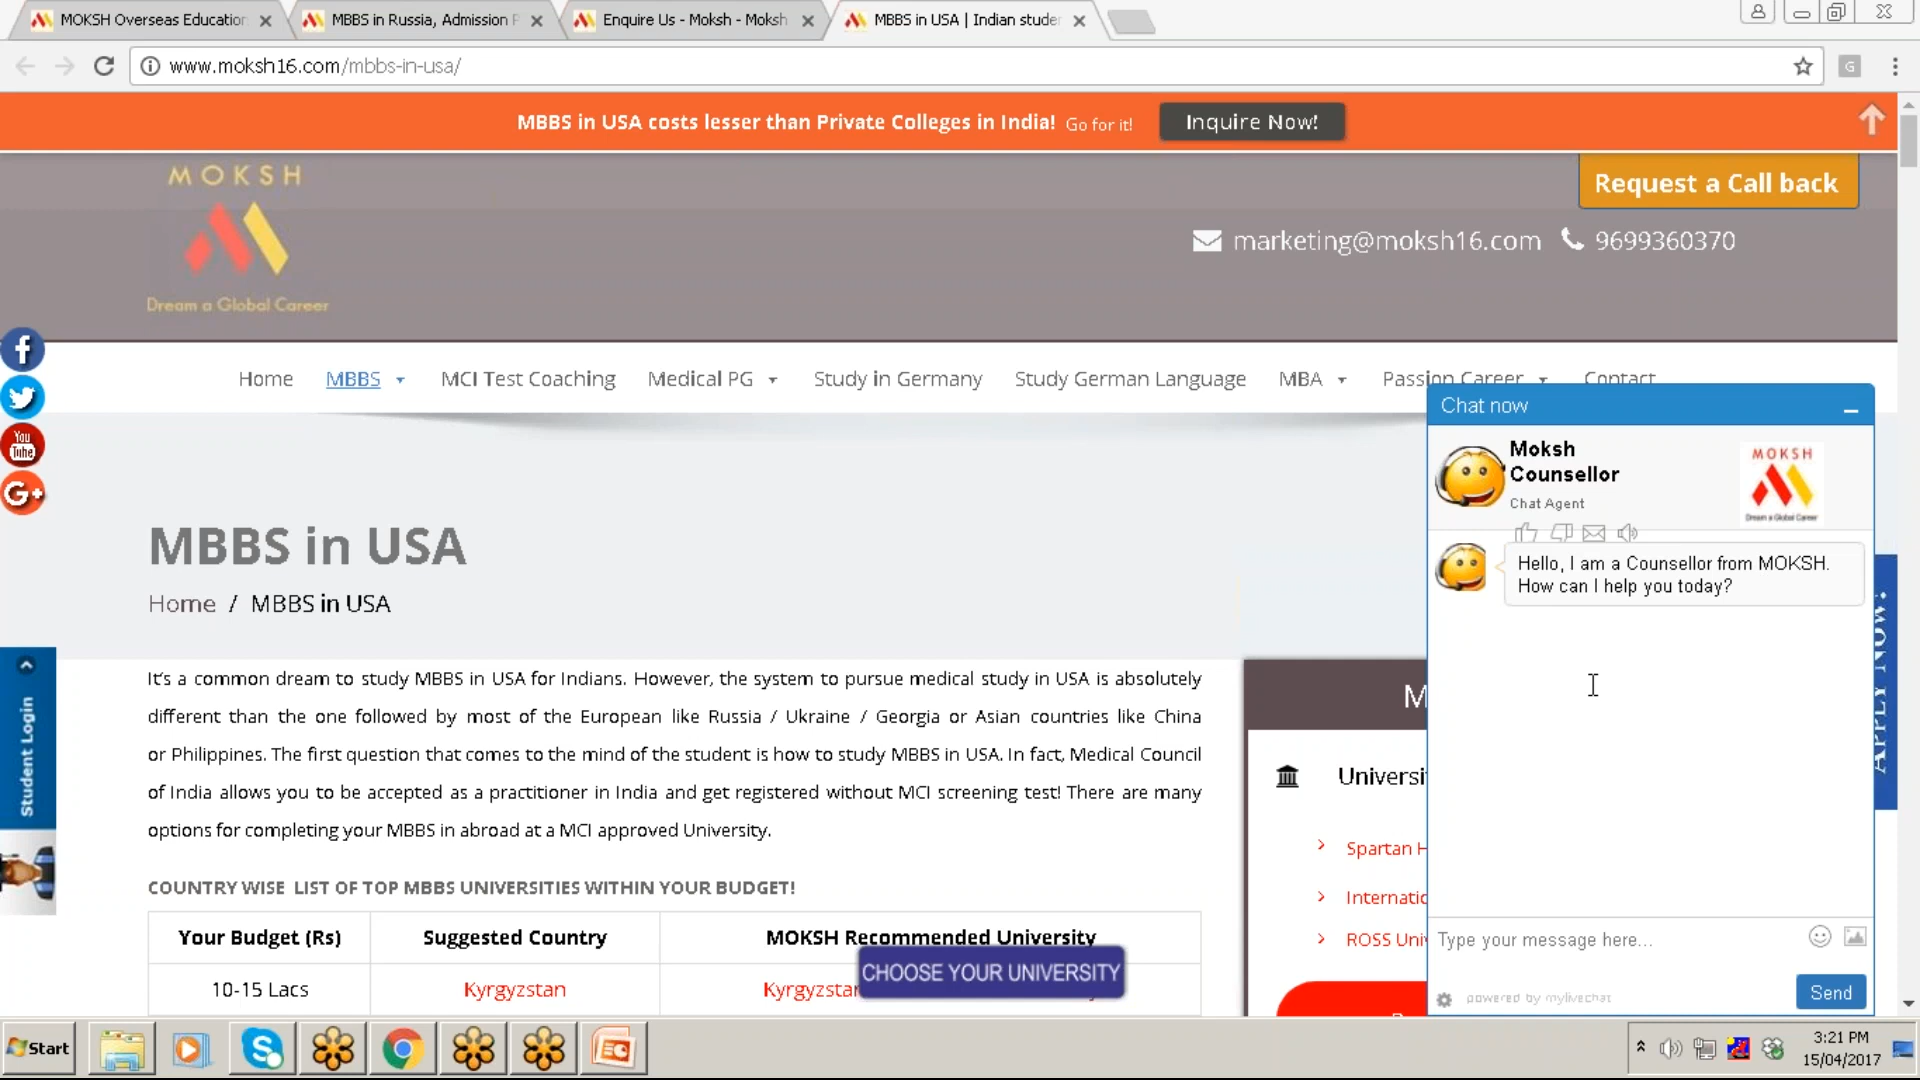 MOKSH Overseas Education
MBBS in Russia, Admission P
Enquire Us - Moksh - Moksh
MBBS in USA | Indian studen
www.moksh16.com/mbbs-in-usa/
G
MBBS in USA costs lesser than Private Colleges in India! Go for it!
Inquire Now!
MOKSH
Dream a Global Career
Request a Call back
marketing@moksh16.com
9699360370
Home
MBBS
MCI Test Coaching
Medical PG
Study in Germany
Study German Language
MBA
Passion Career
Contact
You
Tube
G+
Chat now
Moksh
Counsellor
Chat Agent
MOKSH
Dream a Global Career
Hello, I am a Counsellor from MOKSH.
How can I help you today?
APPLY NOW!
MBBS in USA
Home / MBBS in USA
Student Login
It's a common dream to study MBBS in USA for Indians. However, the system to pursue medical study in USA is absolutely
different than the one followed by most of the European like Russia / Ukraine / Georgia or Asian countries like China
or Philippines. The first question that comes to the mind of the student is how to study MBBS in USA. In fact, Medical Council
of India allows you to be accepted as a practitioner in India and get registered without MCI screening test! There are many
options for completing your MBBS in abroad at a MCI approved University.
COUNTRY WISE LIST OF TOP MBBS UNIVERSITIES WITHIN YOUR BUDGET!
Your Budget (Rs)
Suggested Country
MOKSH Recommended University
10-15 Lacs
Kyrgyzstan
Kyrgyzstan
CHOOSE YOUR UNIVERSITY
M
Universi
Spartan H
Internatio
ROSS Univ
Type your message here...
powered by mylivechat
Send
Start
3:21 PM
15/04/2017